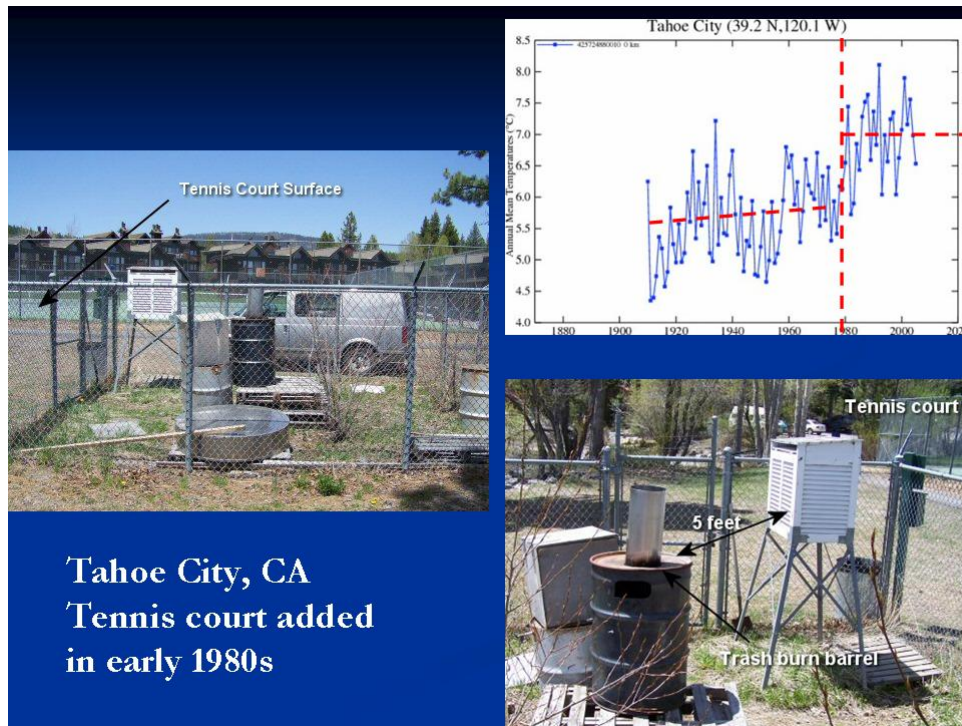 Tahoe City (39.2 N,120.1 W)
425724880010 0 km
8.5
8.0
7.5
7.0
6.5
6.0
5.5
5.0
4.5
4.0
Annual Mean Temperatures (°C)
1880 1900 1920 1940 1960 1980 2000 202
Tennis Court Surface
Tennis court
5 feet
Trash burn barrel
Tahoe City, CA
Tennis court added
in early 1980s